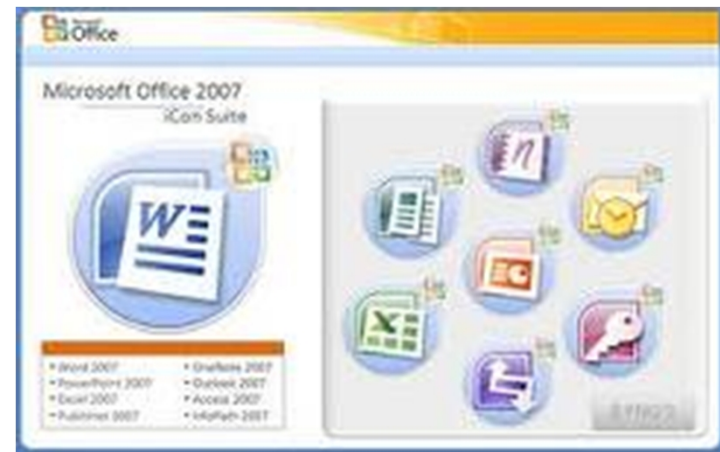 Microsoft
Office
Microsoft Office 2007
iCon Suite
W
n
X
• Word 2007
• PowerPoint 2007
• Excel 2007
• Publisher 2007
• OneNote 2007
• Outlook 2007
• Access 2007
• InfoPath 2007